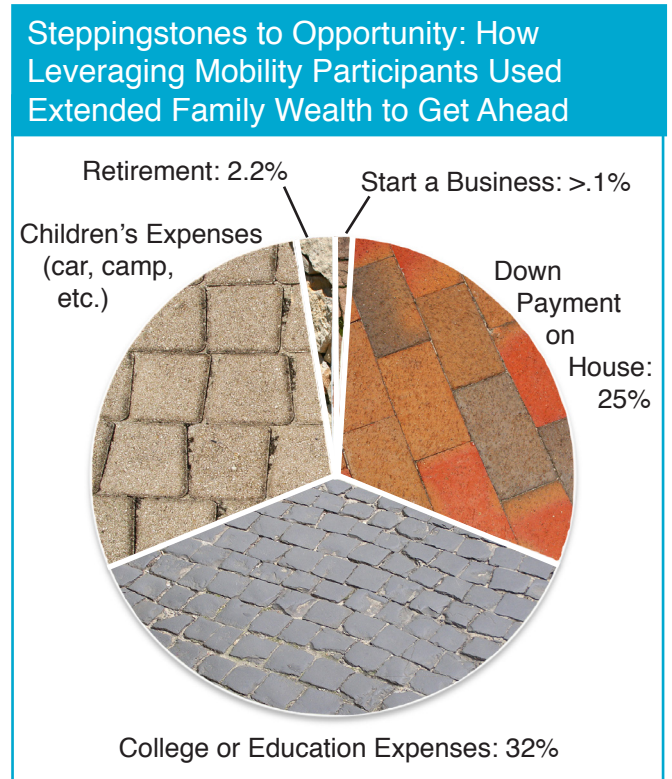 Steppingstones to Opportunity: How
Leveraging Mobility Participants Used
Extended Family Wealth to Get Ahead
Retirement: 2.2%
Start a Business: >.1%
Children's Expenses
(car, camp,
etc.)
Down
Payment
on
House:
25%
College or Education Expenses: 32%